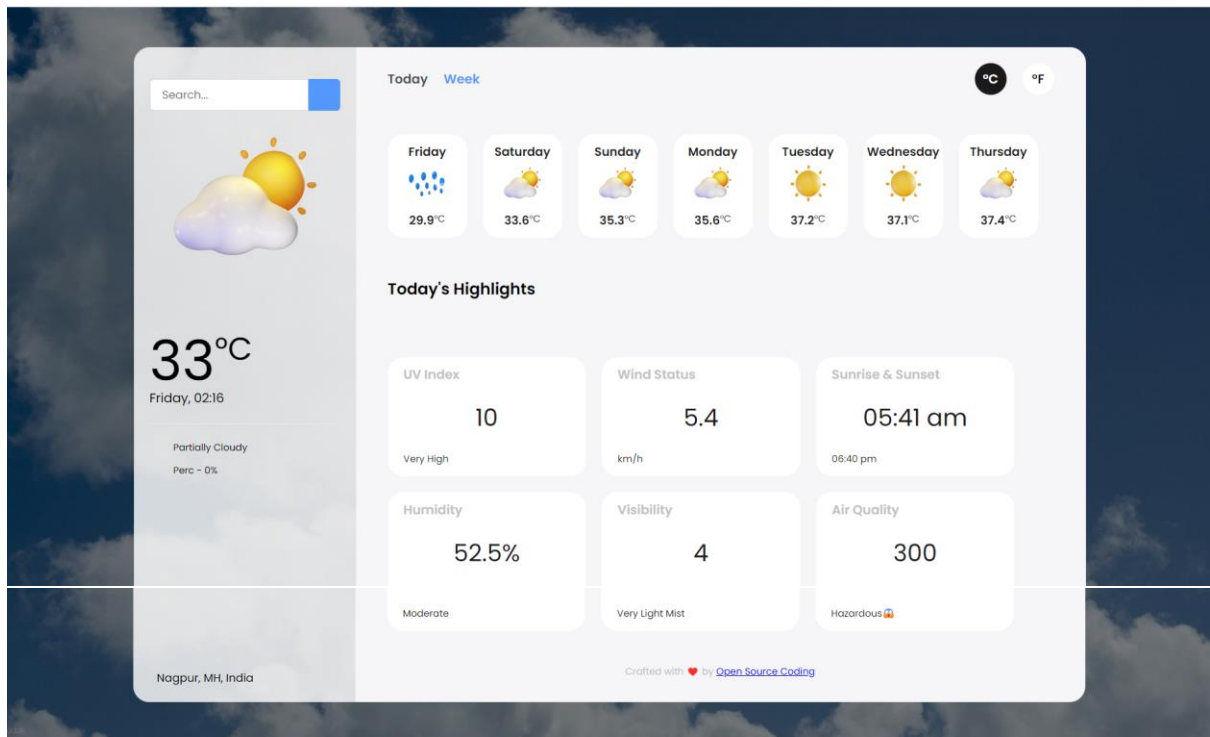 Search...
33°C
Friday, 02:16
Partially Cloudy
Perc - 0%
Nagpur, MH, India
Today Week
°C °F
Friday Saturday Sunday Monday Tuesday Wednesday Thursday
29.9°C 33.6°C 35.3°C 35.6°C 37.2°C 37.1°C 37.4°C
Today's Highlights
UV Index Wind Status Sunrise & Sunset
10 5.4 05:41 am
Very High km/h 06:40 pm
Humidity Visibility Air Quality
52.5% 4 300
Moderate Very Light Mist Hazardous😱
Crafted with ❤️ by Open Source Coding